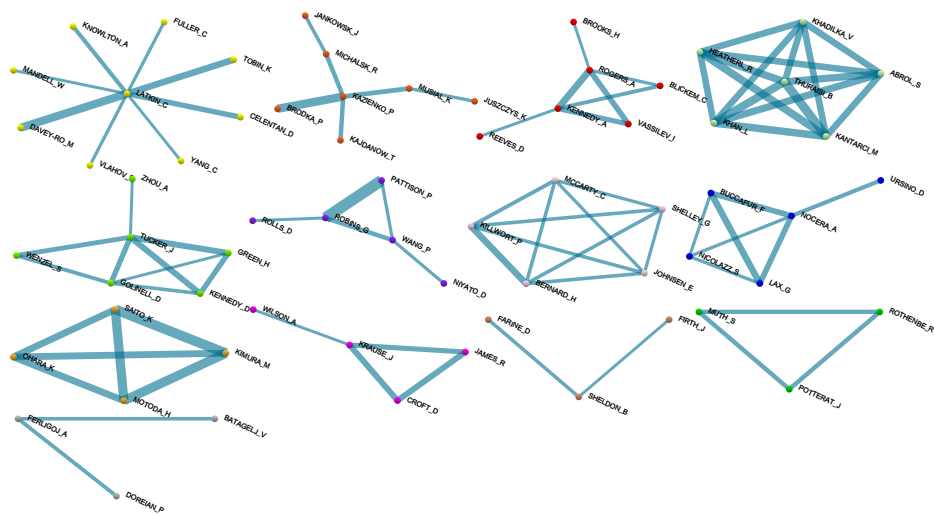 KNOWLTON_A
FULLER_C
MANDELL_W
TOBIN_K
LATKIN_C
DAVEY-RO_M
CELENTAN_D
VLAHOV_D
YANG_C
JANKOWSK_J
MICHALSK_R
KAZIENKO_P
MUSIAL_K
BRODKA_P
KAJDANOW_T
JUSZCZYS_K
BROOKS_H
ROGERS_A
BLICKEM_C
KENNEDY_A
VASSILEV_I
REEVES_D
KHADILKA_V
HEATHERL_R
ABROL_S
THURAISI_B
KHAN_L
KANTARCI_M
ZHOU_A
TUCKER_J
WENZEL_S
GREEN_H
GOLINELL_D
KENNEDY_D
PATTISON_P
ROLLS_D
ROBINS_G
WANG_P
NIYATO_D
MCCARTY_C
SHELLEY_G
KILLWORT_P
JOHNSEN_E
BERNARD_H
URSINO_D
BUCCAFUR_F
NOCERA_A
NICOLAZZ_S
LAX_G
SAITO_K
OHARA_K
KIMURA_M
MOTODA_H
WILSON_A
KRAUSE_J
JAMES_R
CROFT_D
FARINE_D
FIRTH_J
SHELDON_B
MUTH_S
ROTHENBE_R
POTTERAT_J
FERLIGOJ_A
BATAGELJ_V
DOREIAN_P